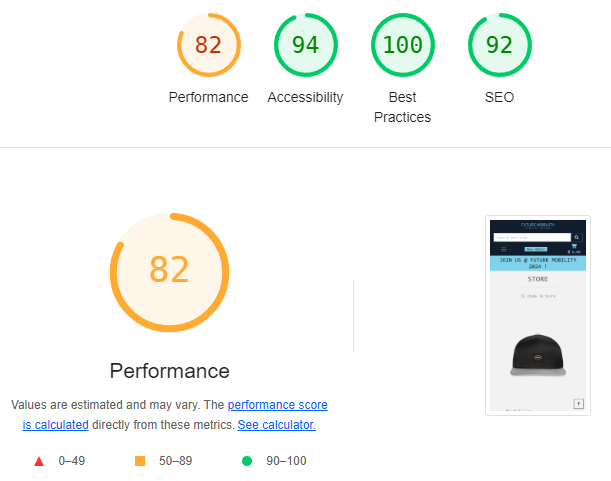 82
94
100
92
Performance
Accessibility
Best
Practices
SEO
82
FUTURE MOBILITY
JOIN US @ FUTURE MOBILITY
2024 !
STORE
Performance
Values are estimated and may vary. The performance score
is calculated directly from these metrics. See calculator.
0–49
50–89
90–100